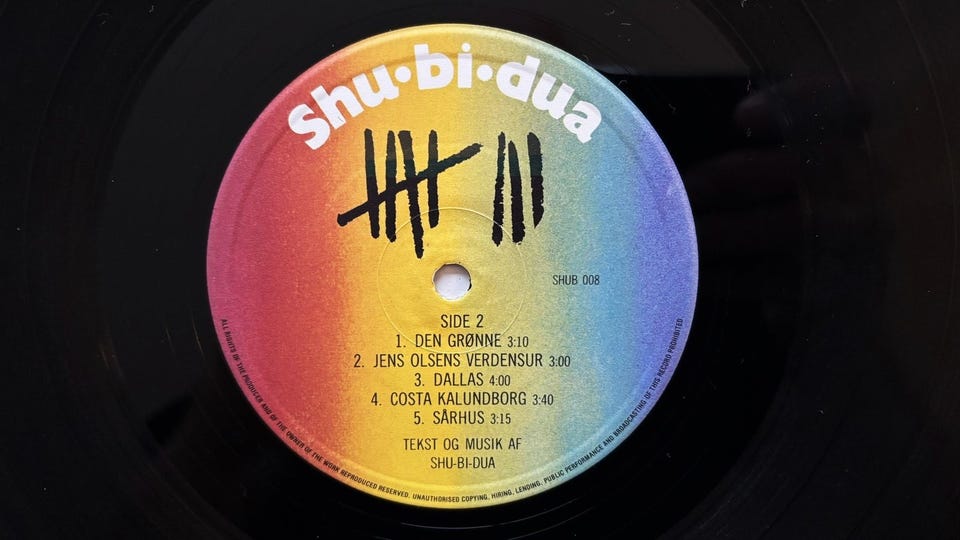 shu·bi·dua
SHUB 008
SIDE 2
1. DEN GRØNNE 3:10
2. JENS OLSENS VERDENSUR 3:00
3. DALLAS 4:00
4. COSTA KALUNDBORG 3:40
5. SÅRHUS 3:15
TEKST OG MUSIK AF
SHU-BI-DUA
ALL RIGHTS OF THE PRODUCER AND OF THE OWNER OF THE WORK REPRODUCED RESERVED. UNAUTHORISED COPYING, HIRING, LENDING, PUBLIC PERFORMANCE AND BROADCASTING OF THIS RECORD PROHIBITED